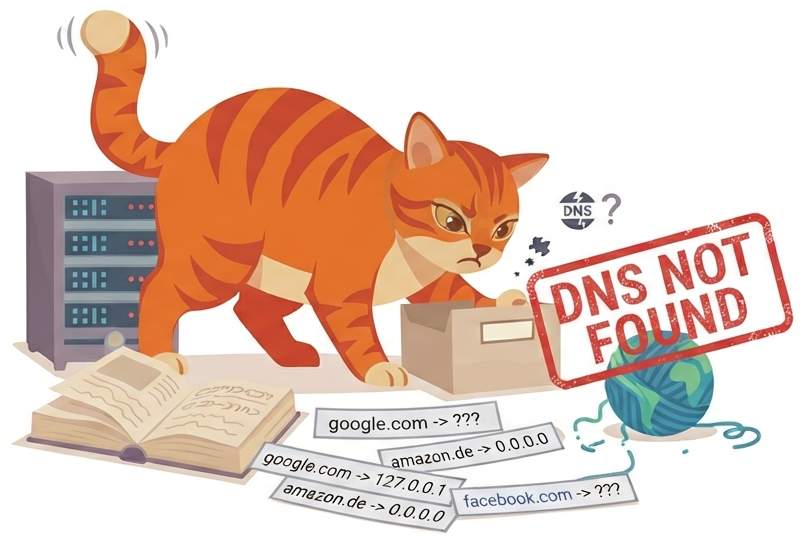 DNS ?
DNS NOT
FOUND
google.com -> ???
amazon.de -> 0.0.0.0
google.com -> 127.0.0.1
amazon.de -> 0.0.0.0
facebook.com -> ???